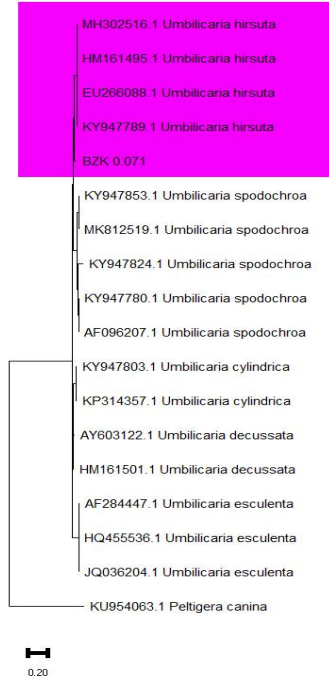 MH302516.1 Umbilicaria hirsuta
HM161495.1 Umbilicaria hirsuta
EU266088.1 Umbilicaria hirsuta
KY947789.1 Umbilicaria hirsuta
BZK 0.071
KY947853.1 Umbilicaria spodochroa
MK812519.1 Umbilicaria spodochroa
KY947824.1 Umbilicaria spodochroa
KY947780.1 Umbilicaria spodochroa
AF096207.1 Umbilicaria spodochroa
KY947803.1 Umbilicaria cylindrica
KP314357.1 Umbilicaria cylindrica
AY603122.1 Umbilicaria decussata
HM161501.1 Umbilicaria decussata
AF284447.1 Umbilicaria esculenta
HQ455536.1 Umbilicaria esculenta
JQ036204.1 Umbilicaria esculenta
KU954063.1 Peltigera canina
0.20